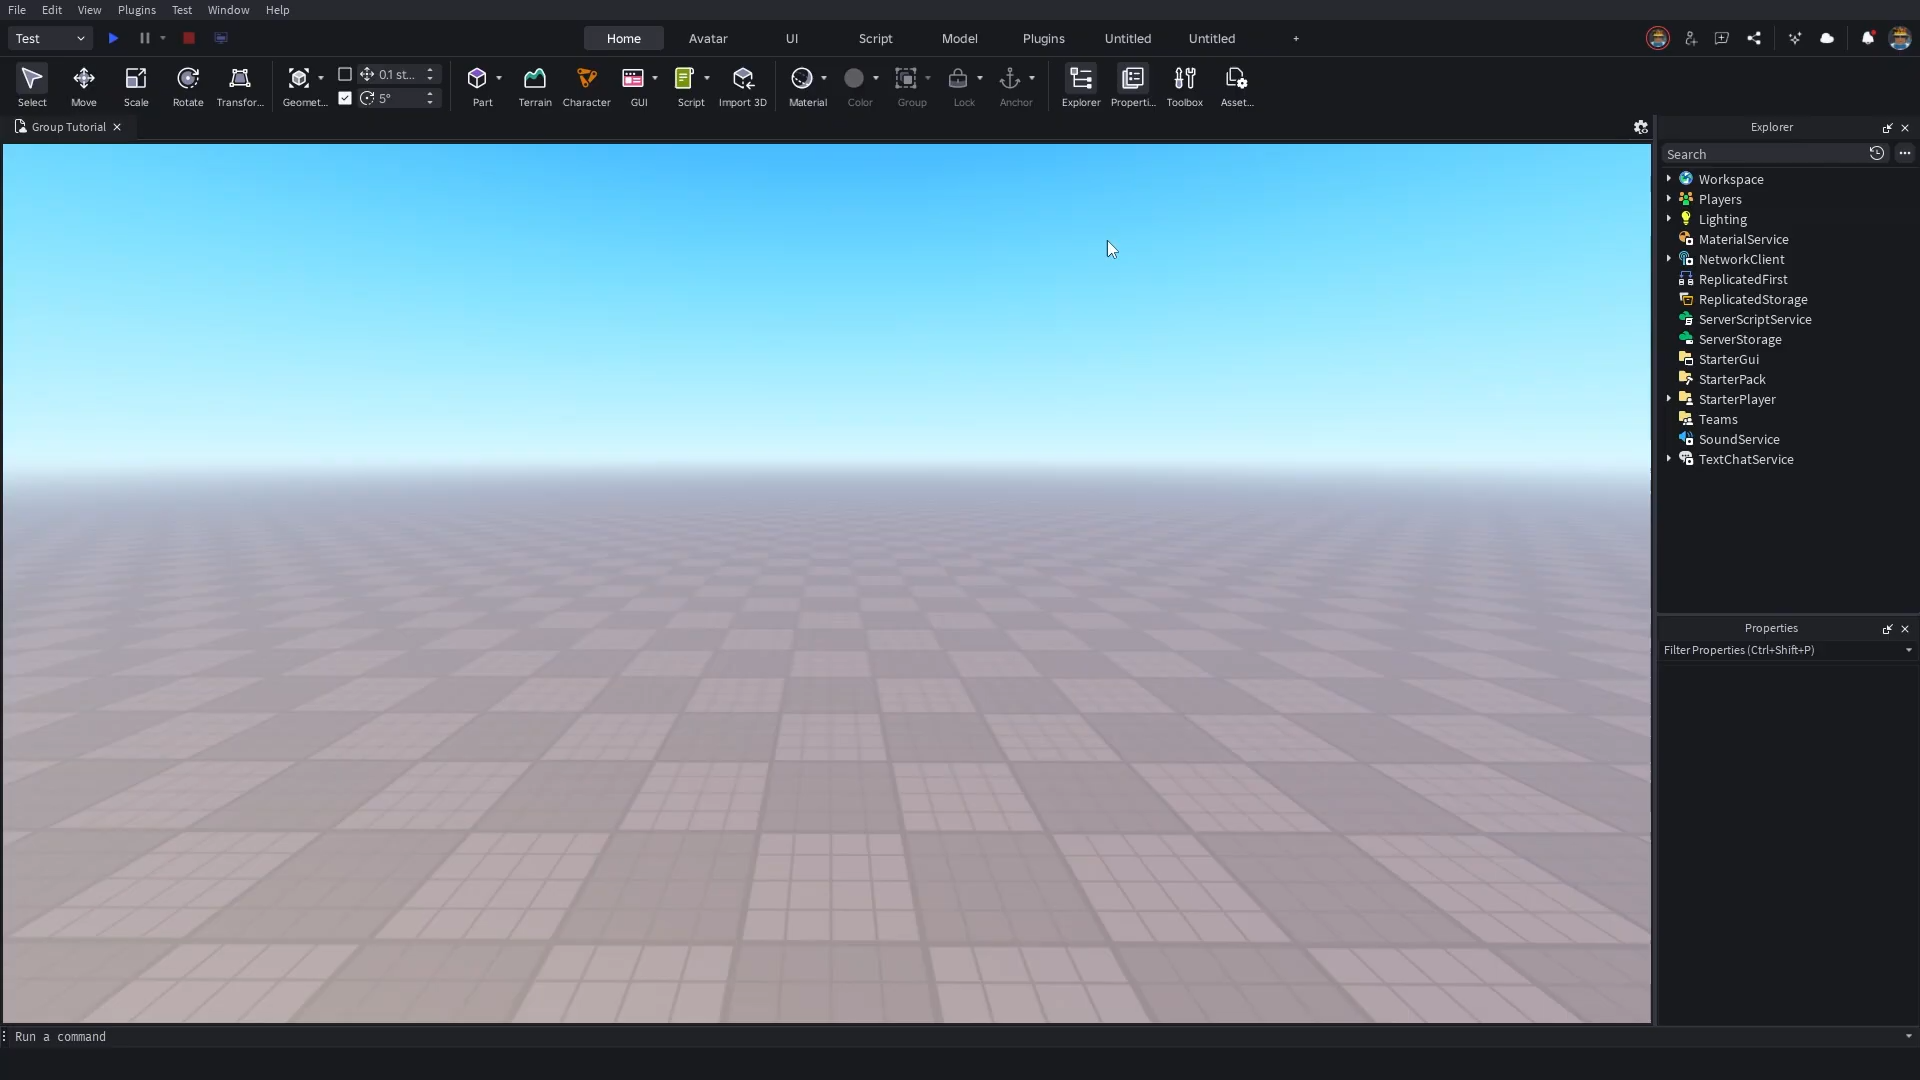 File Edit View Plugins Test Window Help
Test Home Avatar UI Script Model Plugins Untitled Untitled +
0.1 st...
5°
Select Move Scale Rotate Transfor... Geomet... Part Terrain Character GUI Script Import 3D Material Color Group Lock Anchor Explorer Properti... Toolbox Asset...
Group Tutorial
Explorer
Search
Workspace
Players
Lighting
MaterialService
NetworkClient
ReplicatedFirst
ReplicatedStorage
ServerScriptService
ServerStorage
StarterGui
StarterPack
StarterPlayer
Teams
SoundService
TextChatService
Properties
Filter Properties (Ctrl+Shift+P)
Run a command